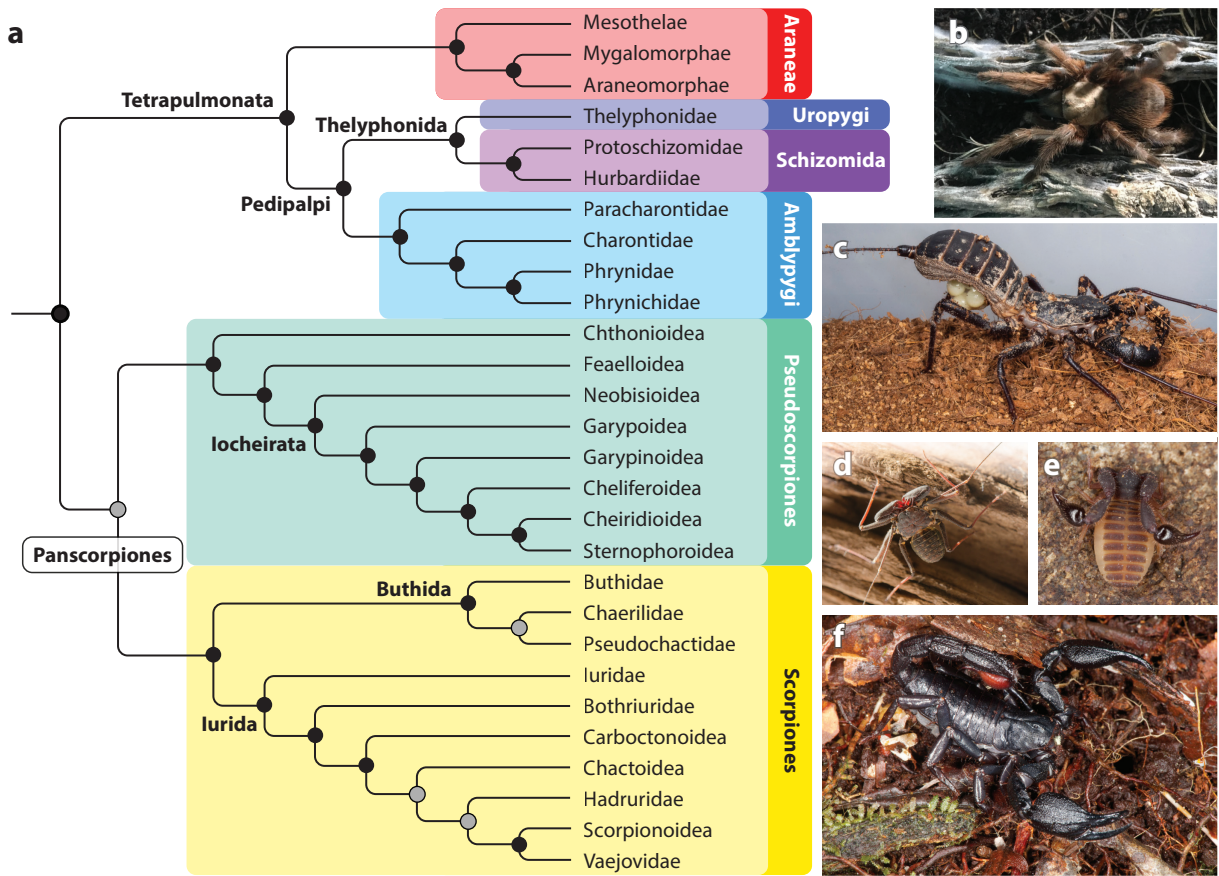 a
Tetrapulmonata
Thelyphonida
Pedipalpi
Mesothelae
Mygalomorphae
Araneomorphae
Araneae
Thelyphonidae
Uropygi
Protoschizomidae
Hurbardiidae
Schizomida
Paracharontidae
Charontidae
Phrynidae
Phrynichidae
Amblypygi
Chthonioidea
Feaelloidea
Neobisioidea
Iocheirata
Garypoidea
Garypinoidea
Cheliferoidea
Cheiridioidea
Sternophoroidea
Pseudoscorpiones
Panscorpiones
Buthida
Buthidae
Chaerilidae
Pseudochactidae
Iuridae
Iurida
Bothriuridae
Carboctonoidea
Chactoidea
Hadruridae
Scorpionoidea
Vaejovidae
Scorpiones
b
c
d
e
f